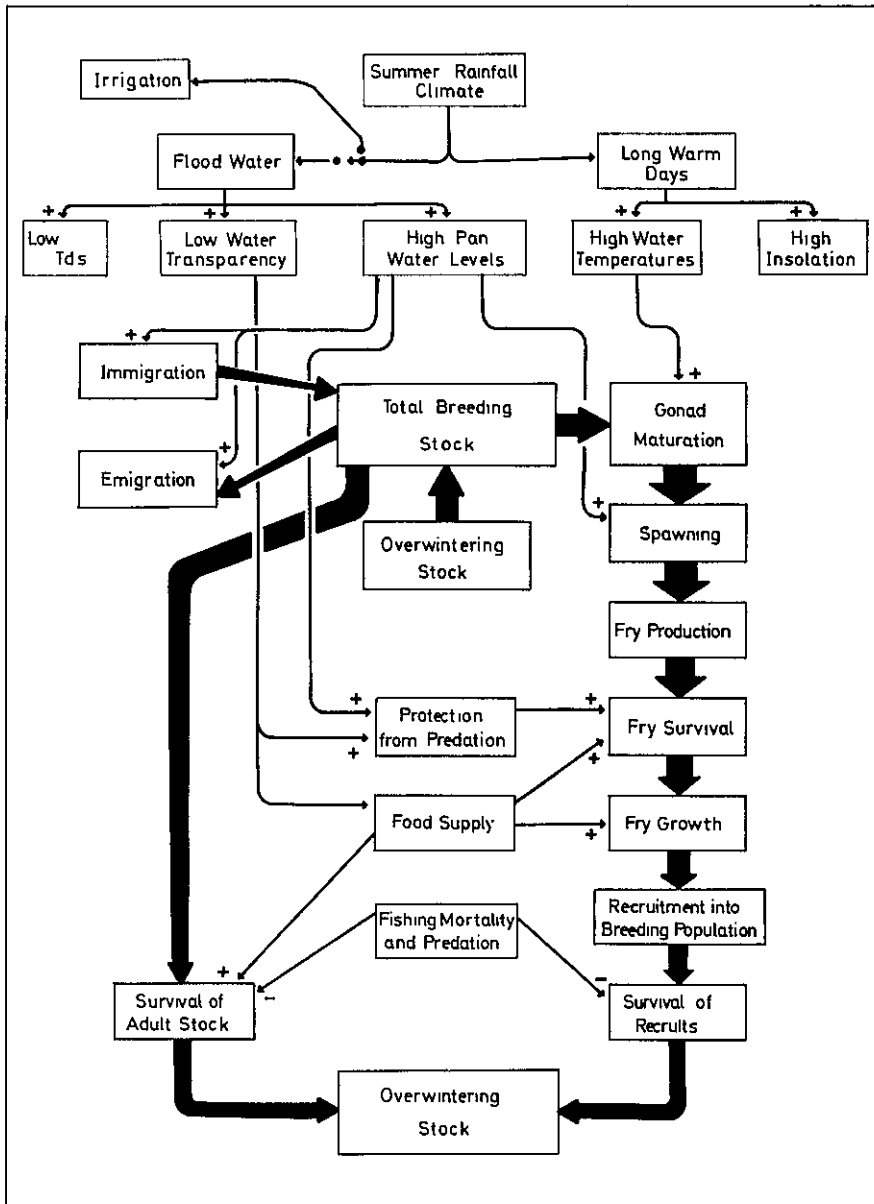 Irrigation
Summer Rainfall
Climate
Flood Water
Long Warm
Days
+
+
+
+
+
Low
Tds
Low Water
Transparency
High Pan
Water Levels
High Water
Temperatures
High
Insolation
+
Immigration
+
Total Breeding
Stock
Gonad
Maturation
+
Emigration
+
Spawning
Overwintering
Stock
Fry Production
+
+
Protection
from Predation
+
Fry Survival
+
Food Supply
+
Fry Growth
Recruitment into
Breeding Population
Fishing Mortality
and Predation
+
-
-
Survival of
Adult Stock
Survival of
Recruits
Overwintering
Stock